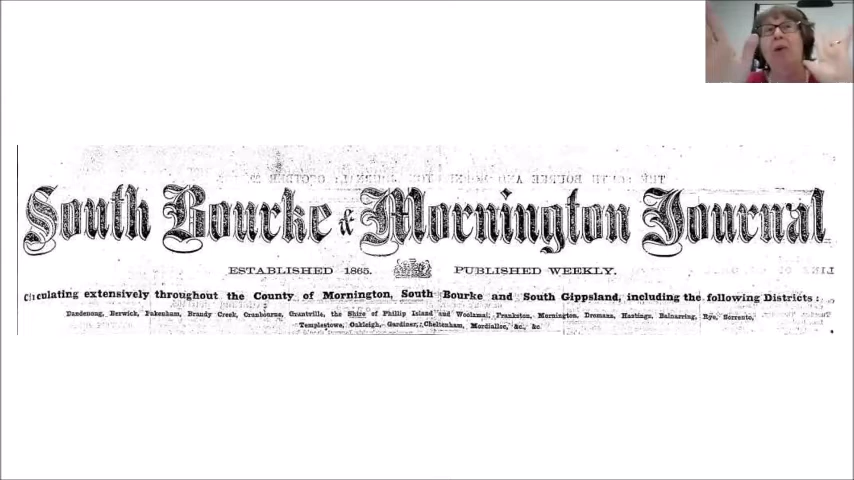 South Bourke & Mornington Journal
ESTABLISHED 1865. PUBLISHED WEEKLY.
Circulating extensively throughout the County of Mornington, South Bourke and South Gippsland, including the following Districts:
Dandenong, Berwick, Pakenham, Brandy Creek, Cranbourne, Grantville, the Shire of Phillip Island and Woolamai, Frankston, Mornington, Dromana, Hastings, Balnarring, Rye, Sorrento,
Templestowe, Oakleigh, Gardiner, Cheltenham, Mordialloc, &c., &c.